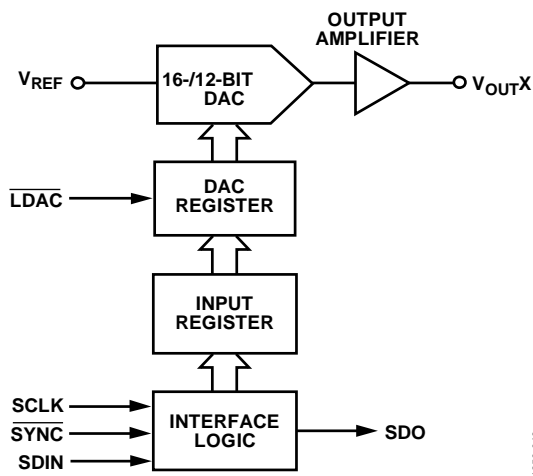 OUTPUT
AMPLIFIER
VREF
16-/12-BIT
DAC
VOUTX
LDAC
DAC
REGISTER
INPUT
REGISTER
SCLK
SYNC
SDIN
INTERFACE
LOGIC
SDO